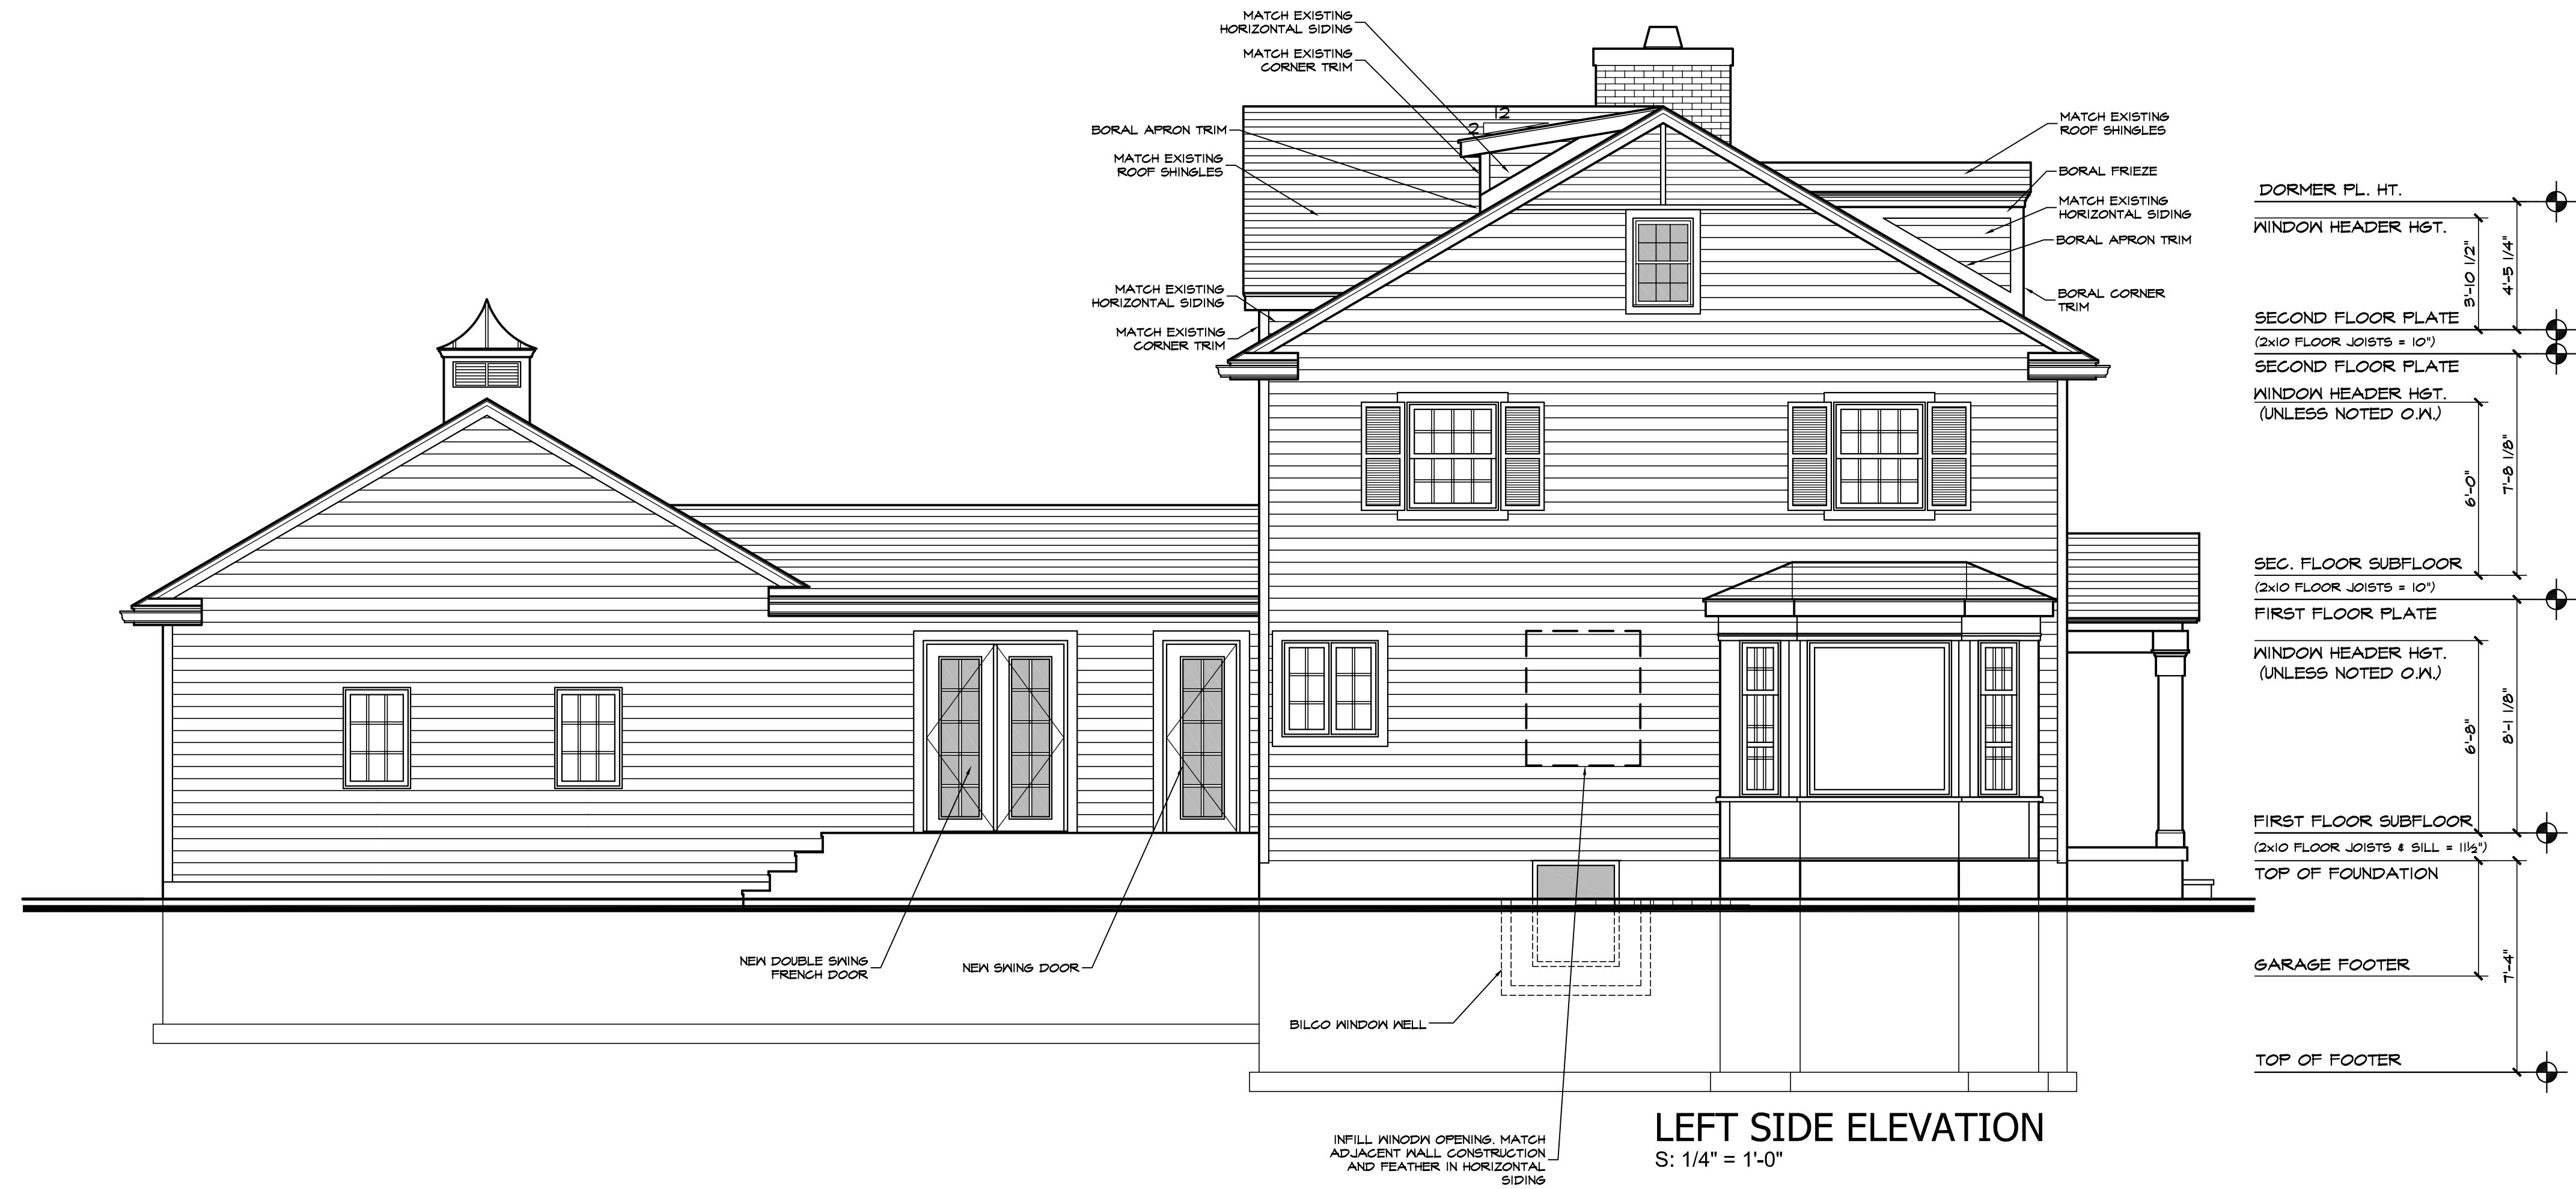 MATCH EXISTING
HORIZONTAL SIDING
MATCH EXISTING
CORNER TRIM
BORAL APRON TRIM
MATCH EXISTING
ROOF SHINGLES
12
2
MATCH EXISTING
HORIZONTAL SIDING
MATCH EXISTING
CORNER TRIM
MATCH EXISTING
ROOF SHINGLES
BORAL FRIEZE
MATCH EXISTING
HORIZONTAL SIDING
BORAL APRON TRIM
BORAL CORNER
TRIM
DORMER PL. HT.
WINDOW HEADER HGT.
3'-10 1/2"
4'-5 1/4"
SECOND FLOOR PLATE
(2x10 FLOOR JOISTS = 10")
SECOND FLOOR PLATE
WINDOW HEADER HGT.
(UNLESS NOTED O.W.)
6'-0"
7'-8 1/8"
SEC. FLOOR SUBFLOOR
(2x10 FLOOR JOISTS = 10")
FIRST FLOOR PLATE
WINDOW HEADER HGT.
(UNLESS NOTED O.W.)
6'-8"
8'-1 1/8"
FIRST FLOOR SUBFLOOR
(2x10 FLOOR JOISTS & SILL = 11½")
TOP OF FOUNDATION
GARAGE FOOTER
7'-4"
TOP OF FOOTER
NEW DOUBLE SWING
FRENCH DOOR
NEW SWING DOOR
BILCO WINDOW WELL
INFILL WINODW OPENING. MATCH
ADJACENT WALL CONSTRUCTION
AND FEATHER IN HORIZONTAL
SIDING
LEFT SIDE ELEVATION
S: 1/4" = 1'-0"